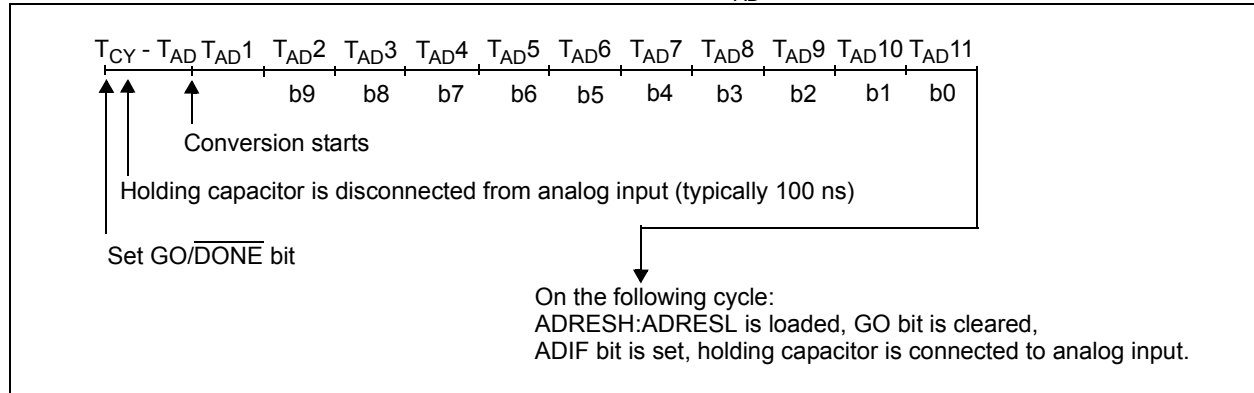 AD
TCY - TAD TAD1 TAD2 TAD3 TAD4 TAD5 TAD6 TAD7 TAD8 TAD9 TAD10 TAD11
b9 b8 b7 b6 b5 b4 b3 b2 b1 b0
Conversion starts
Holding capacitor is disconnected from analog input (typically 100 ns)
Set GO/DONE bit
On the following cycle:
ADRESH:ADRESL is loaded, GO bit is cleared,
ADIF bit is set, holding capacitor is connected to analog input.